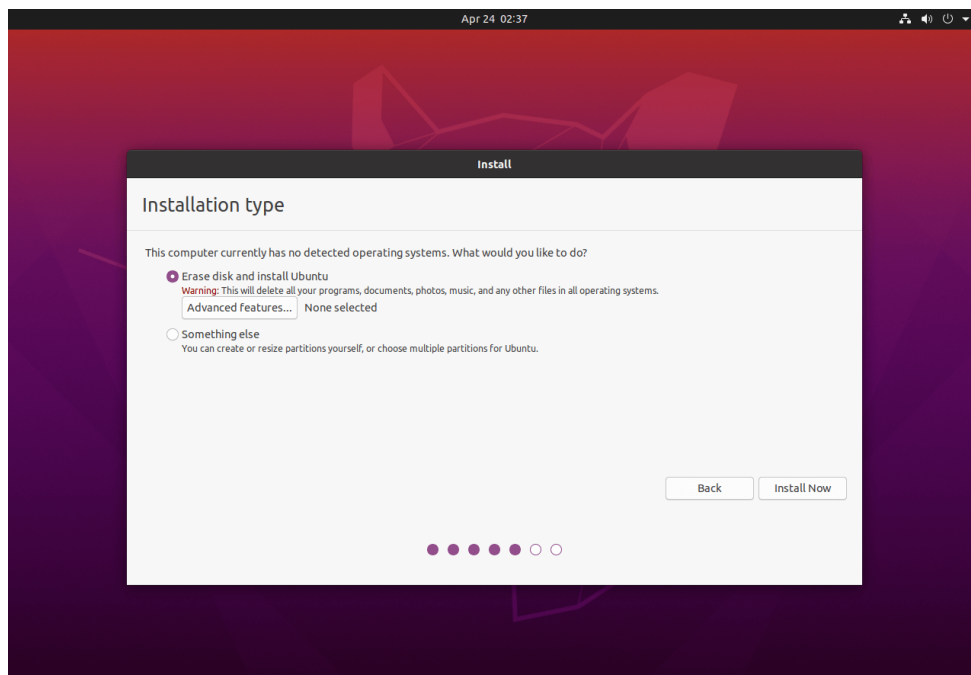 Apr 24 02:37
Install
Installation type
This computer currently has no detected operating systems. What would you like to do?
Erase disk and install Ubuntu
Warning: This will delete all your programs, documents, photos, music, and any other files in all operating systems.
Advanced features... None selected
Something else
You can create or resize partitions yourself, or choose multiple partitions for Ubuntu.
Back Install Now